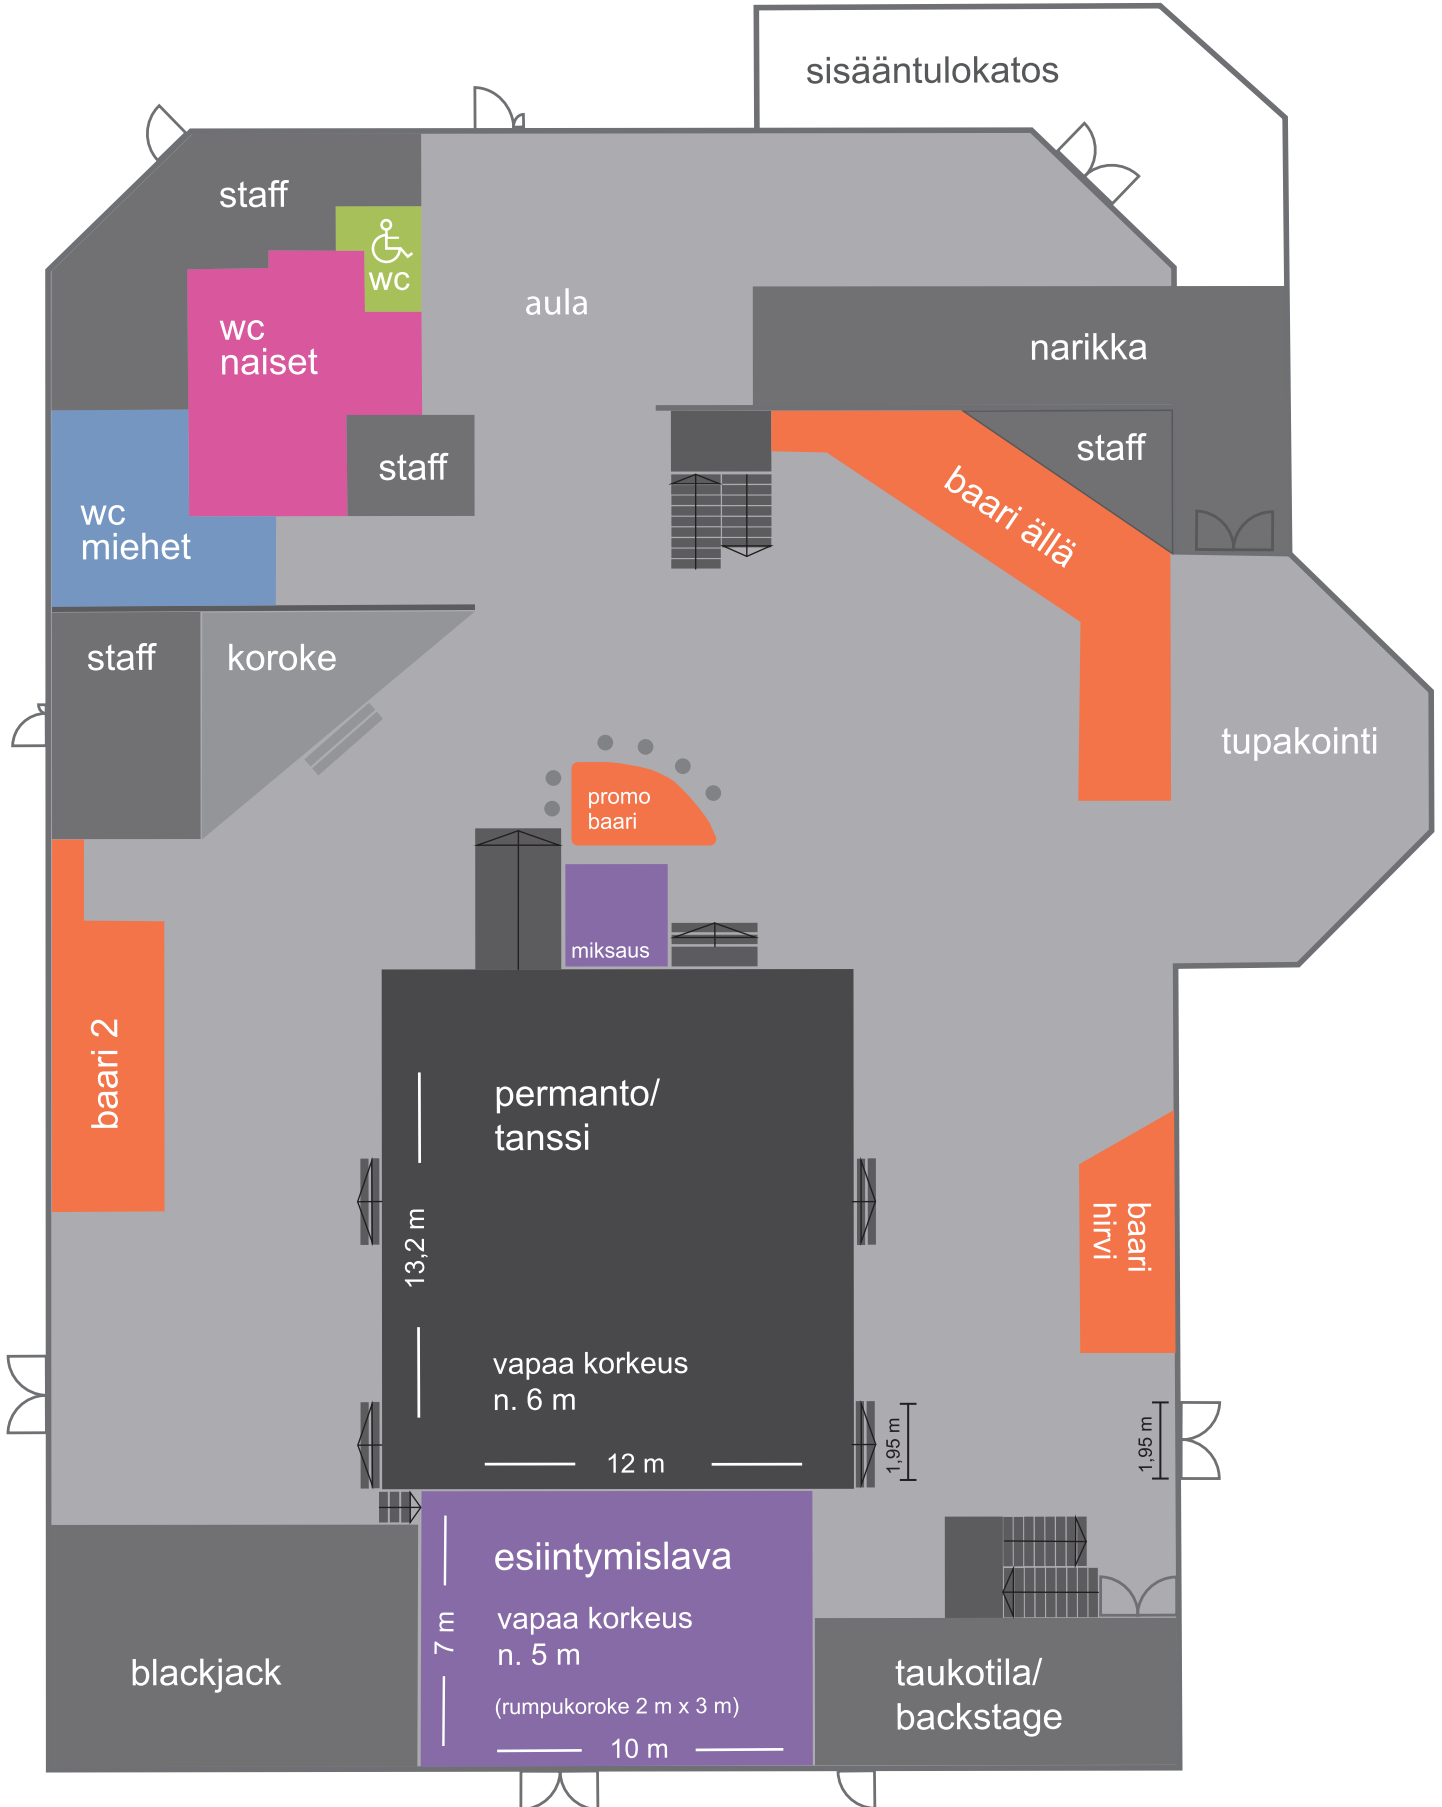 sisääntulokatos
staff
wc
aula
wc
naiset
narikka
staff
staff
baari ällä
wc
miehet
staff
koroke
tupakointi
promo
baari
miksaus
baari 2
permanto/
tanssi
13,2 m
baari
hirvi
vapaa korkeus
n. 6 m
12 m
1,95 m
1,95 m
esiintymislava
7 m
vapaa korkeus
n. 5 m
(rumpukoroke 2 m x 3 m)
10 m
blackjack
taukotila/
backstage